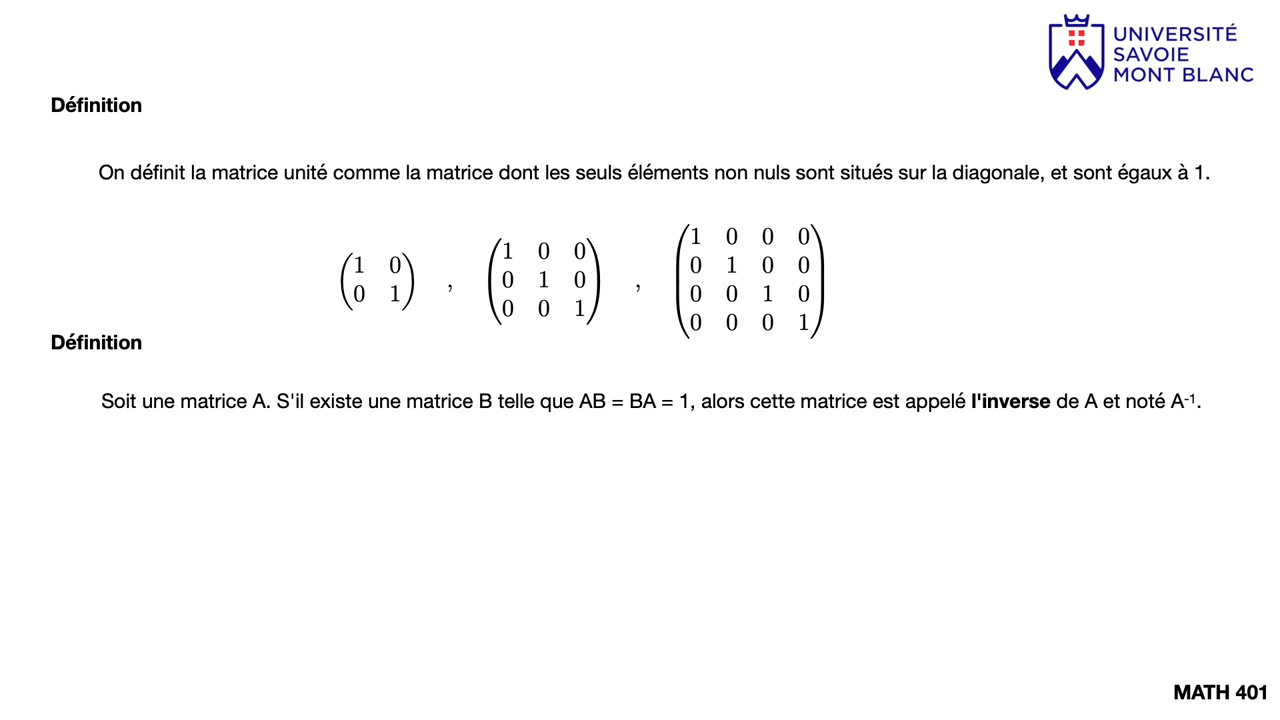 UNIVERSITÉ
SAVOIE
MONT BLANC
Définition
On définit la matrice unité comme la matrice dont les seuls éléments non nuls sont situés sur la diagonale, et sont égaux à 1.
1 0 0 0
1 0 0
1 0 0 1 0 0
0 1 0
0 1 , , 0 0 1 0
0 0 1
0 0 0 1
Définition
Soit une matrice A. S'il existe une matrice B telle que AB = BA = 1, alors cette matrice est appelé l'inverse de A et noté A⁻¹.
MATH 401